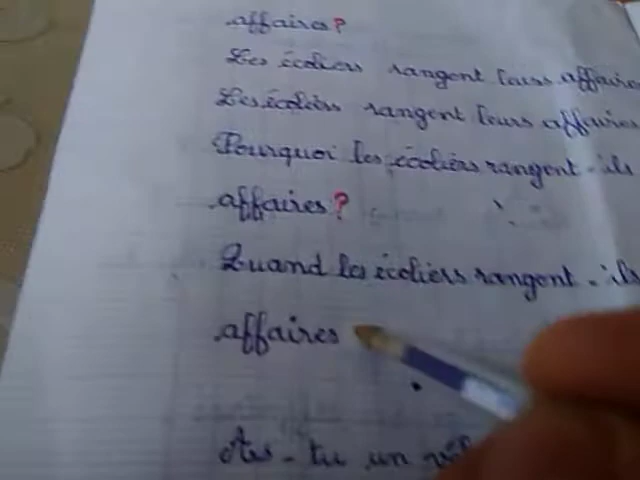 affaires?
Les écoliers rangent leurs affaires
Les écoliers rangent leurs affaires
Pourquoi les écoliers rangent-ils
affaires?
Quand les écoliers rangent-ils
affaires
As-tu un